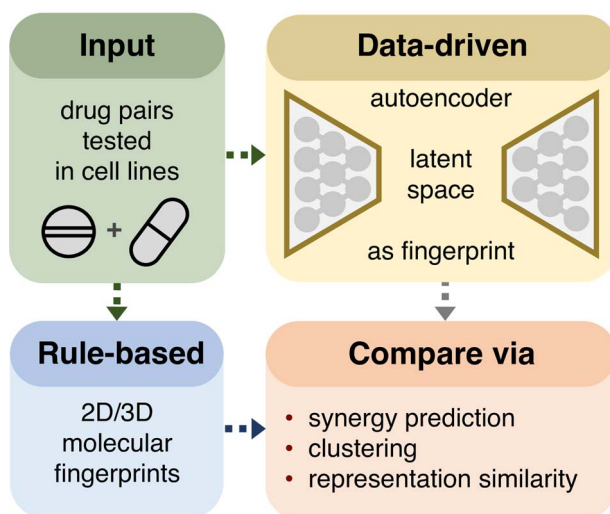 Input
drug pairs
tested
in cell lines
+
Data-driven
autoencoder
latent
space
as fingerprint
Rule-based
2D/3D
molecular
fingerprints
Compare via
• synergy prediction
• clustering
• representation similarity